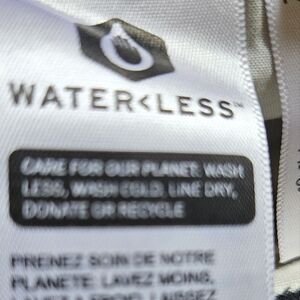 WATER<LESS™
CARE FOR OUR PLANET: WASH
LESS, WASH COLD, LINE DRY,
DONATE OR RECYCLE
PRENEZ SOIN DE NOTRE
PLANÈTE: LAVEZ MOINS,